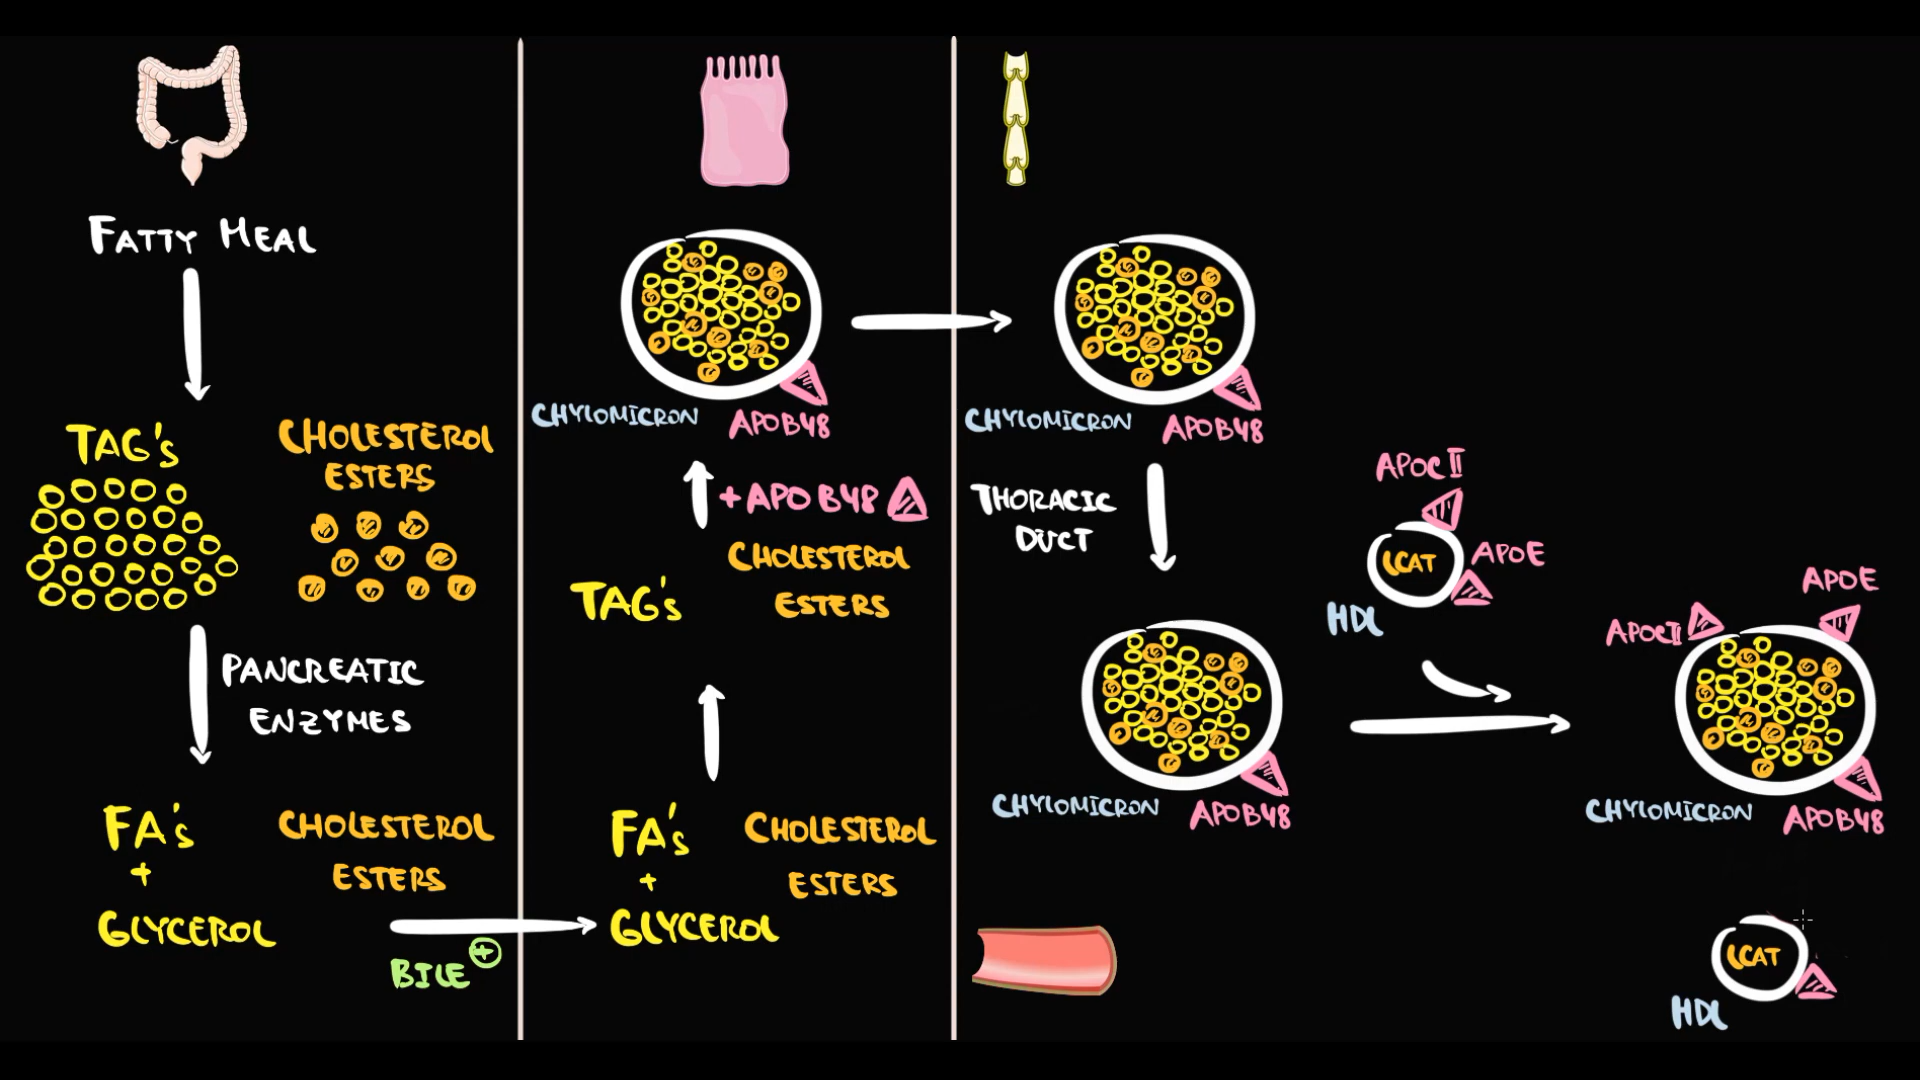 FATTY MEAL
TAG's
CHOLESTEROL
ESTERS
PANCREATIC
ENZYMES
FA's
+
GLYCEROL
CHOLESTEROL
ESTERS
BILE +
CHYLOMICRON
APOB48
+ APO B48
TAG's
CHOLESTEROL
ESTERS
FA's
+
GLYCEROL
CHOLESTEROL
ESTERS
CHYLOMICRON
APOB48
THORACIC
DUCT
CHYLOMICRON
APOB48
APOC II
LCAT
APOE
HDL
APOE
APOCII
CHYLOMICRON
APOB48
LCAT
HDL